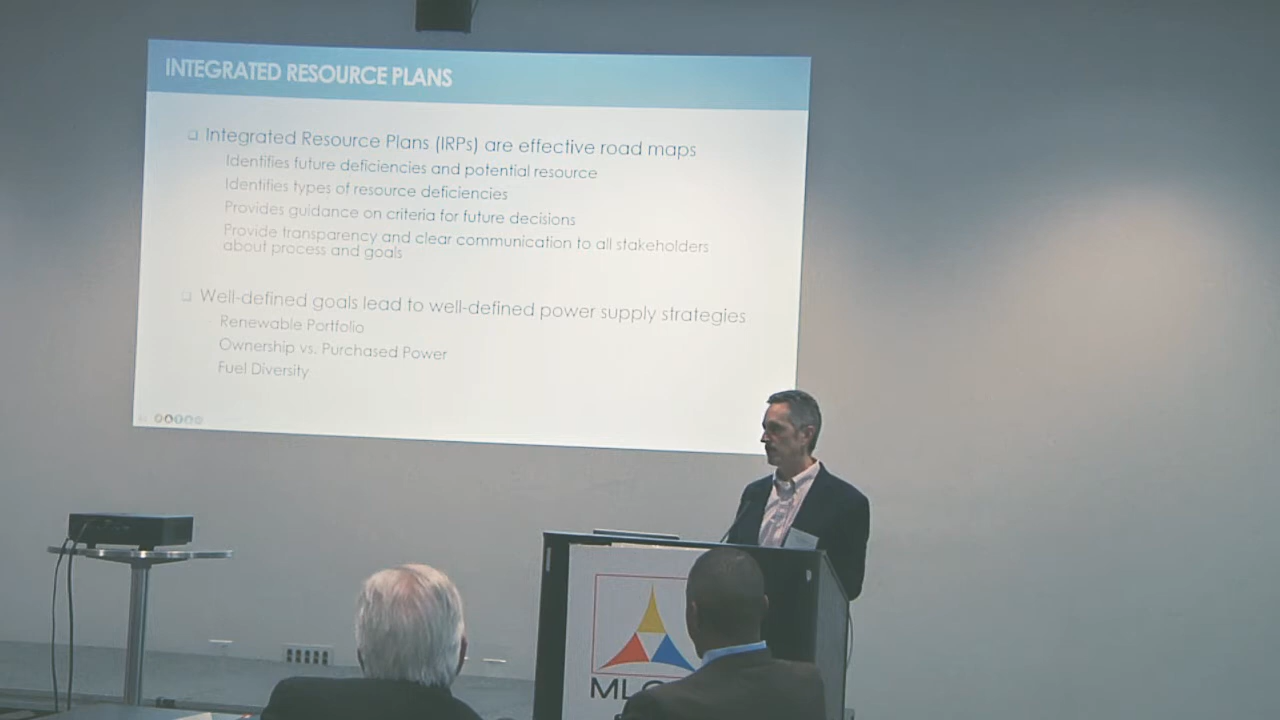 INTEGRATED RESOURCE PLANS
Integrated Resource Plans (IRPs) are effective road maps
Identifies future deficiencies and potential resource
Identifies types of resource deficiencies
Provides guidance on criteria for future decisions
Provide transparency and clear communication to all stakeholders
about process and goals
Well-defined goals lead to well-defined power supply strategies
Renewable Portfolio
Ownership vs. Purchased Power
Fuel Diversity